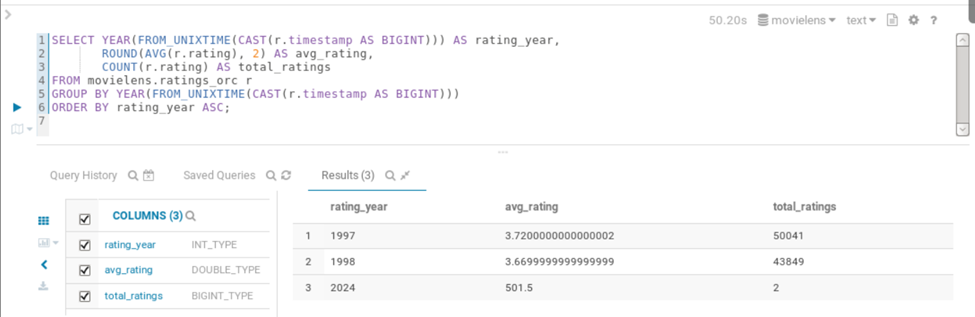 50.20s movielens text ?
1 SELECT YEAR(FROM_UNIXTIME(CAST(r.timestamp AS BIGINT))) AS rating_year,
2 ROUND(AVG(r.rating), 2) AS avg_rating,
3 COUNT(r.rating) AS total_ratings
4 FROM movielens.ratings_orc r
5 GROUP BY YEAR(FROM_UNIXTIME(CAST(r.timestamp AS BIGINT)))
6 ORDER BY rating_year ASC;
7
Query History Saved Queries Results (3)
COLUMNS (3)
rating_year INT_TYPE
avg_rating DOUBLE_TYPE
total_ratings BIGINT_TYPE
rating_year avg_rating total_ratings
1 1997 3.7200000000000002 50041
2 1998 3.6699999999999999 43849
3 2024 501.5 2